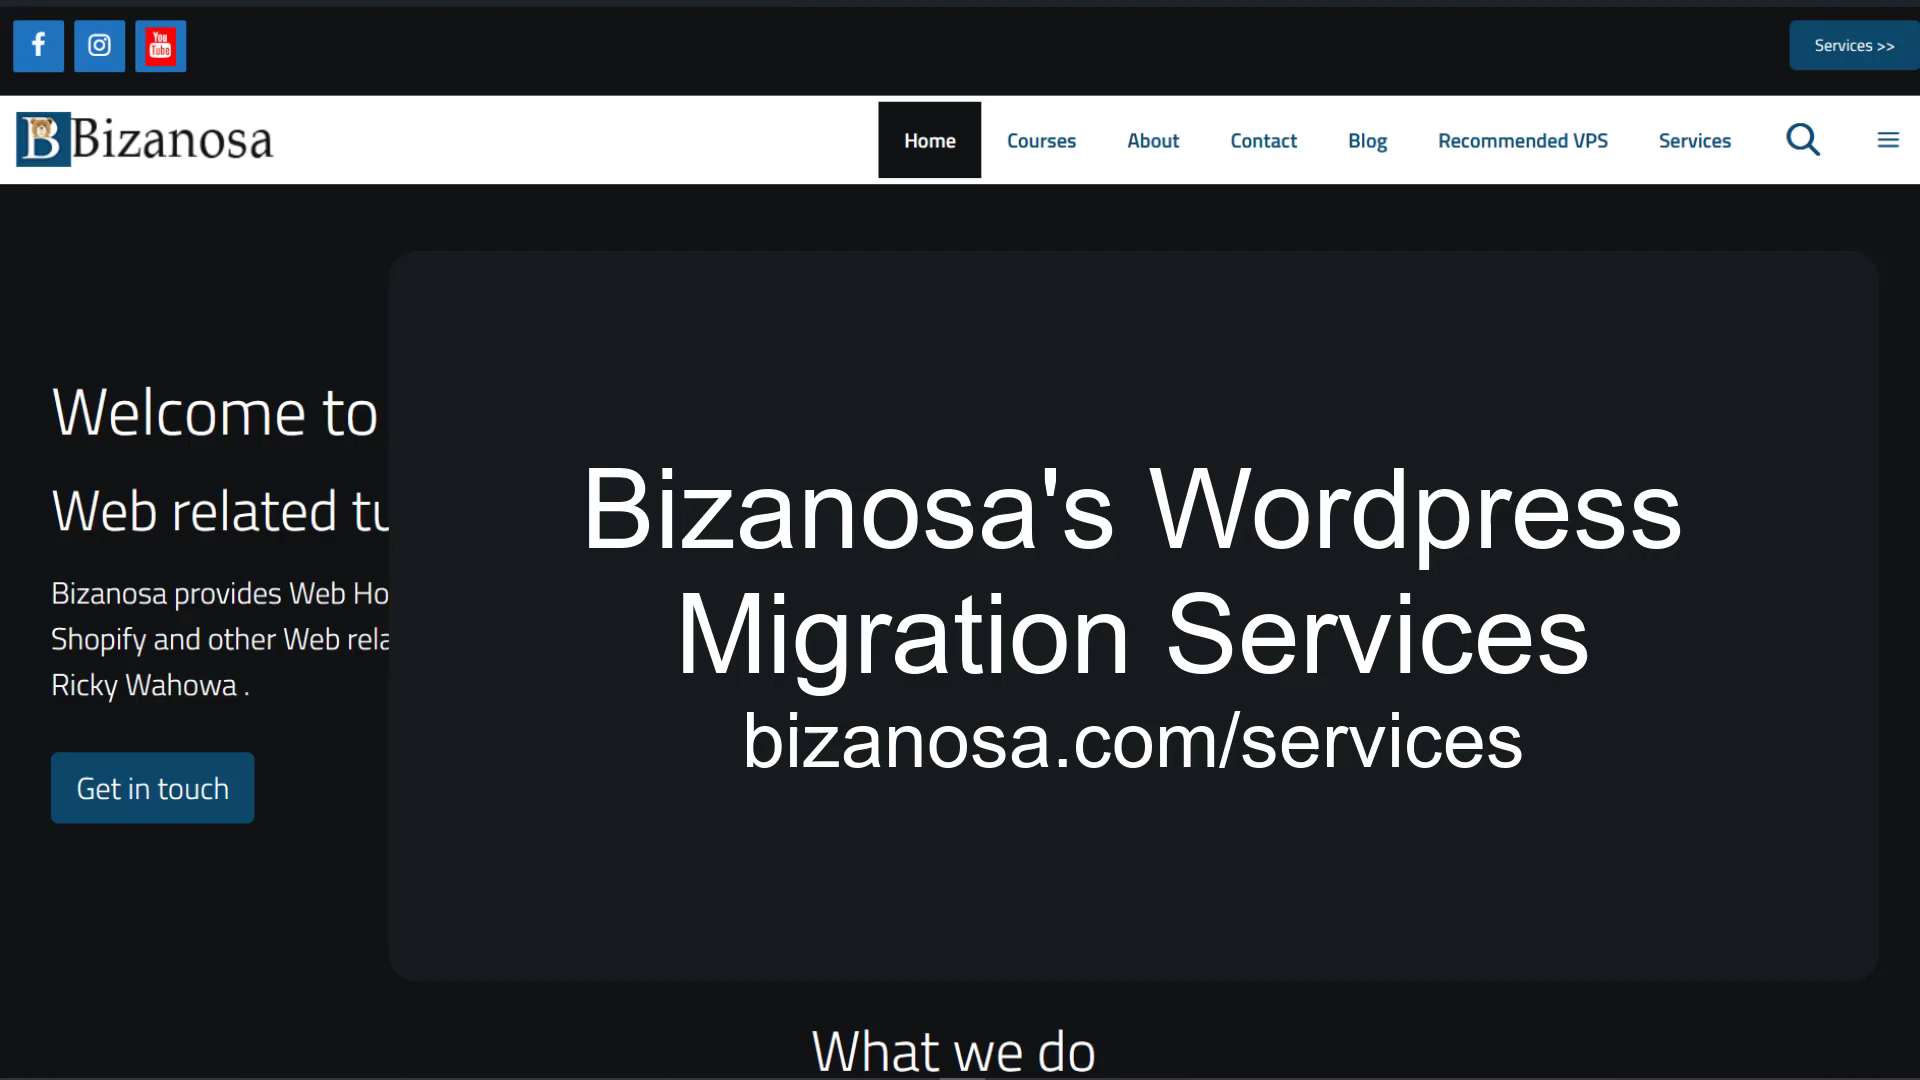 You
Tube
Services >>
B Bizanosa
Home
Courses
About
Contact
Blog
Recommended VPS
Services
Welcome to
Web related tu
Bizanosa provides Web Ho
Shopify and other Web rela
Ricky Wahowa .
Get in touch
Bizanosa's Wordpress
Migration Services
bizanosa.com/services
What we do